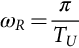 ω_R = π / T_U